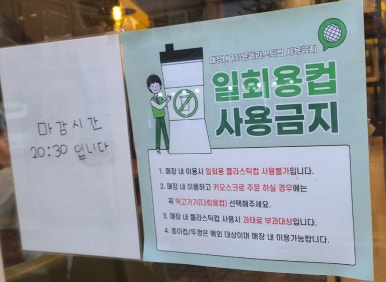 마감시간
20:30 입니다
매장내 1회용플라스틱컵 사용금지
일회용컵
사용금지
1. 매장 내 이용시 일회용 플라스틱컵 사용불가입니다.
2. 매장 내 이용하고 키오스크로 주문 하실 경우에는
꼭 먹고가기(다회용컵) 선택해주세요.
3. 매장 내 플라스틱컵 사용시 과태료 부과대상입니다.
4. 종이컵/뚜껑은 예외 대상이며 매장 내 이용가능합니다.